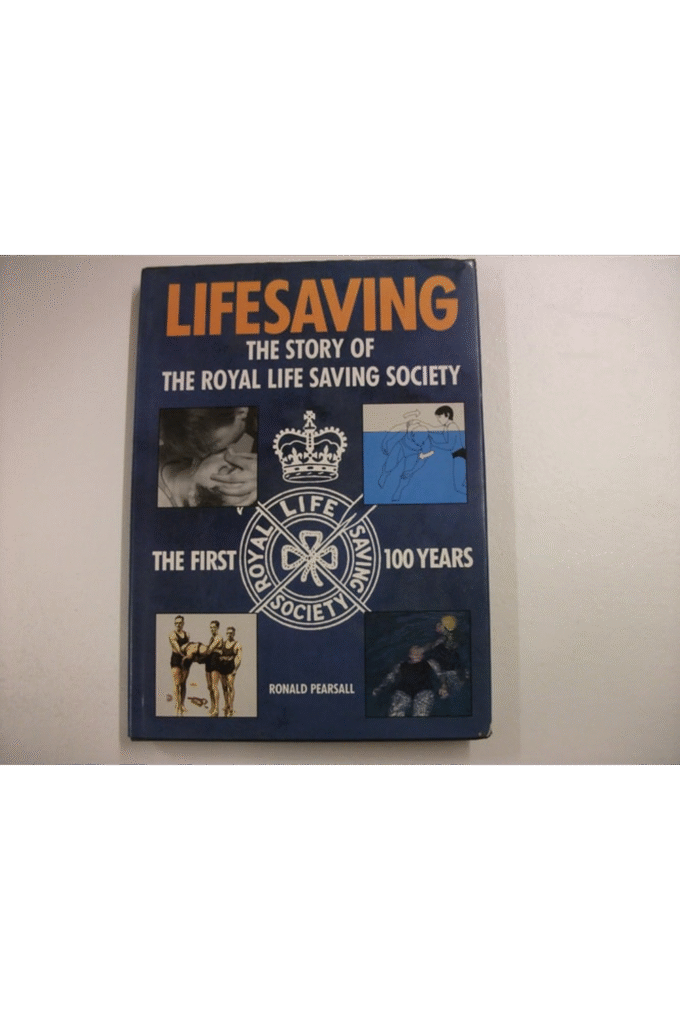 LIFESAVING
THE STORY OF
THE ROYAL LIFE SAVING SOCIETY
THE FIRST
ROYAL LIFE SAVING SOCIETY
100 YEARS
RONALD PEARSALL